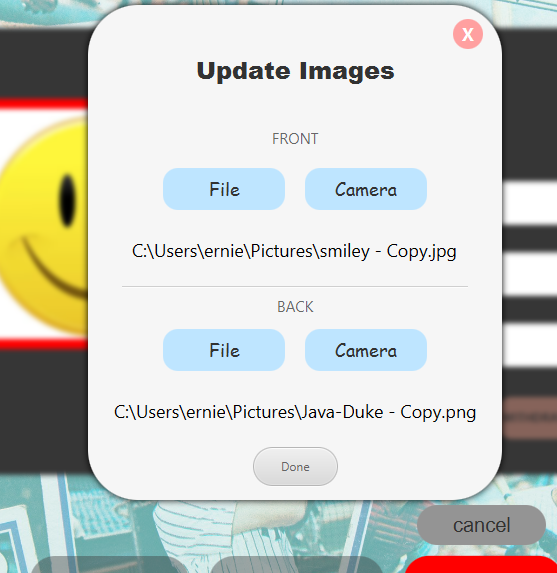 X
Update Images
FRONT
File Camera
C:\Users\ernie\Pictures\smiley - Copy.jpg
BACK
File Camera
C:\Users\ernie\Pictures\Java-Duke - Copy.png
Done
cancel